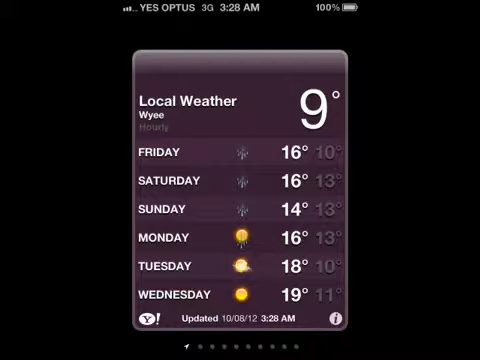 YES OPTUS 3G 3:28 AM 100%
Local Weather
Wyee
Hourly
9°
FRIDAY 16° 10°
SATURDAY 16° 13°
SUNDAY 14° 13°
MONDAY 16° 13°
TUESDAY 18° 10°
WEDNESDAY 19° 11°
Y! Updated 10/08/12 3:28 AM i